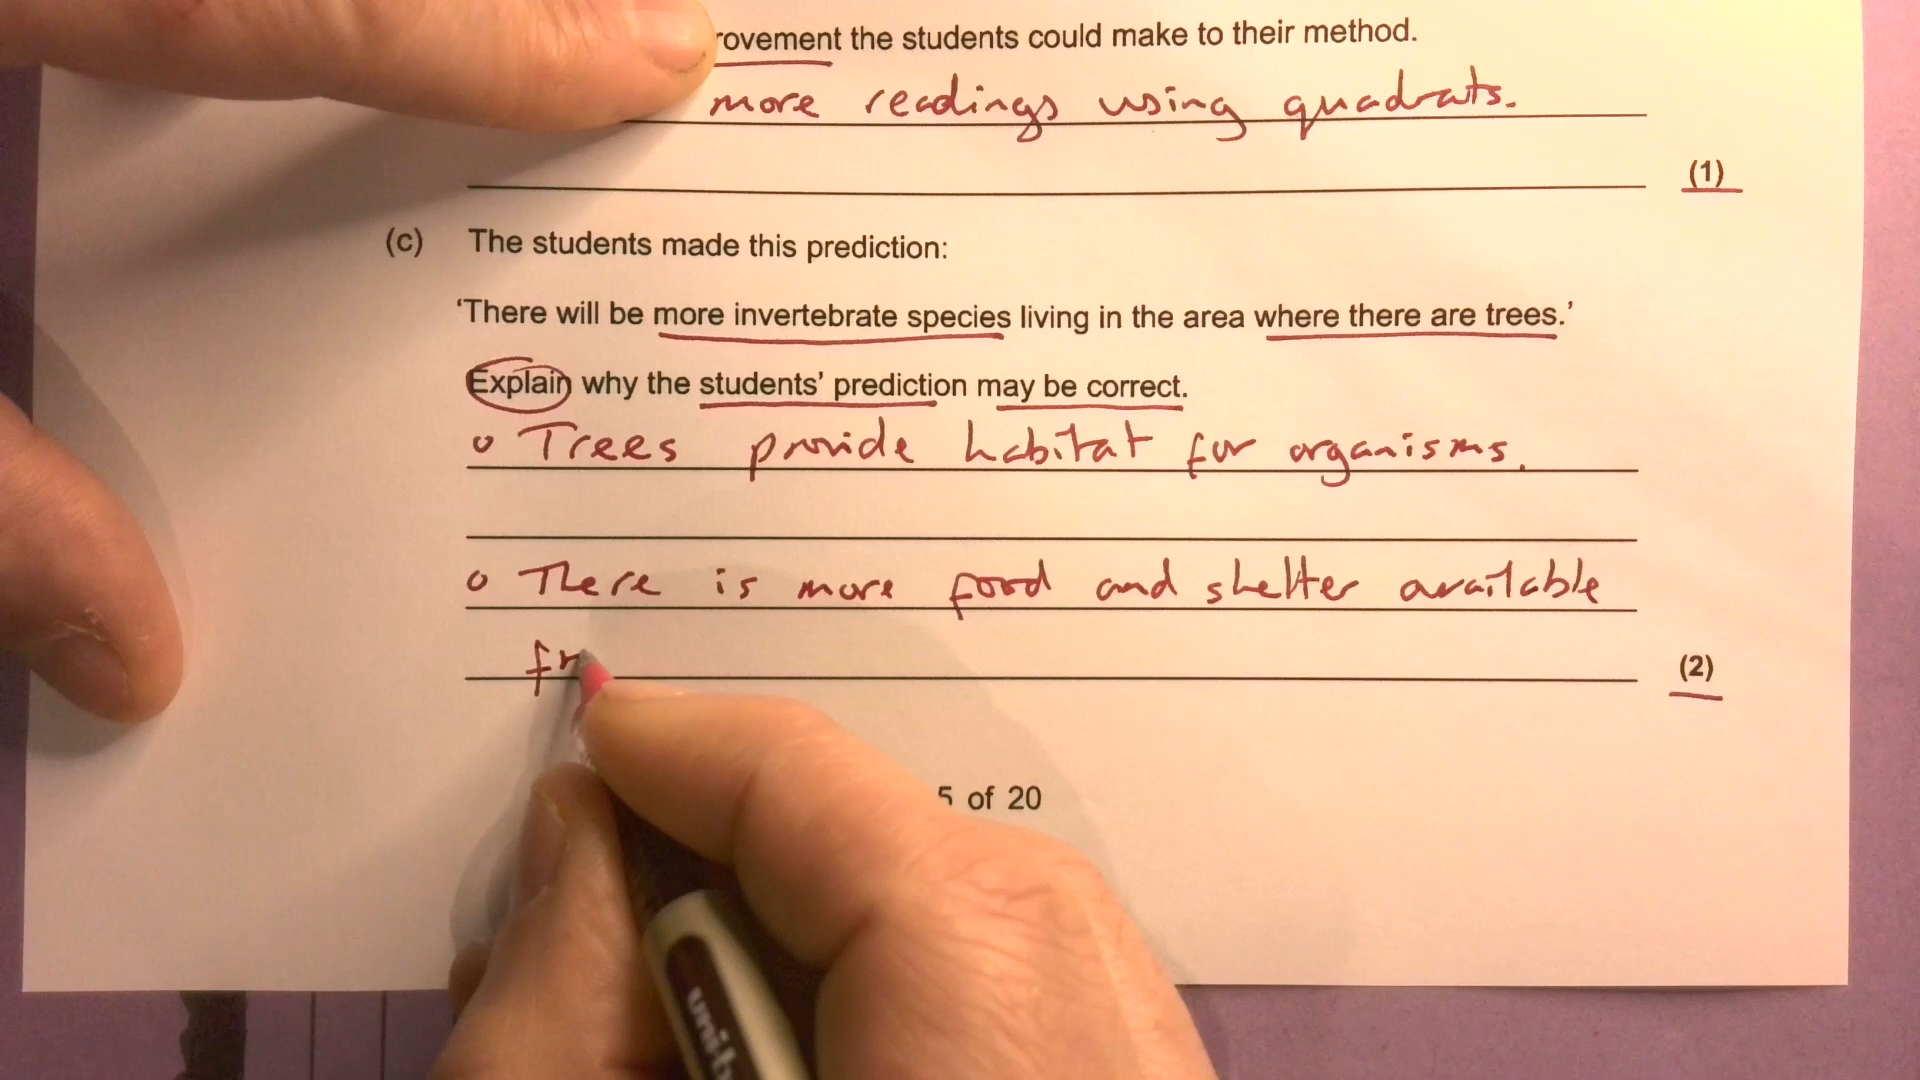 rovement the students could make to their method.
more readings using quadrats.
(1)
(c) The students made this prediction:
‘There will be more invertebrate species living in the area where there are trees.’
Explain why the students’ prediction may be correct.
o Trees provide habitat for organisms.
o There is more food and shelter available
(2)
5 of 20